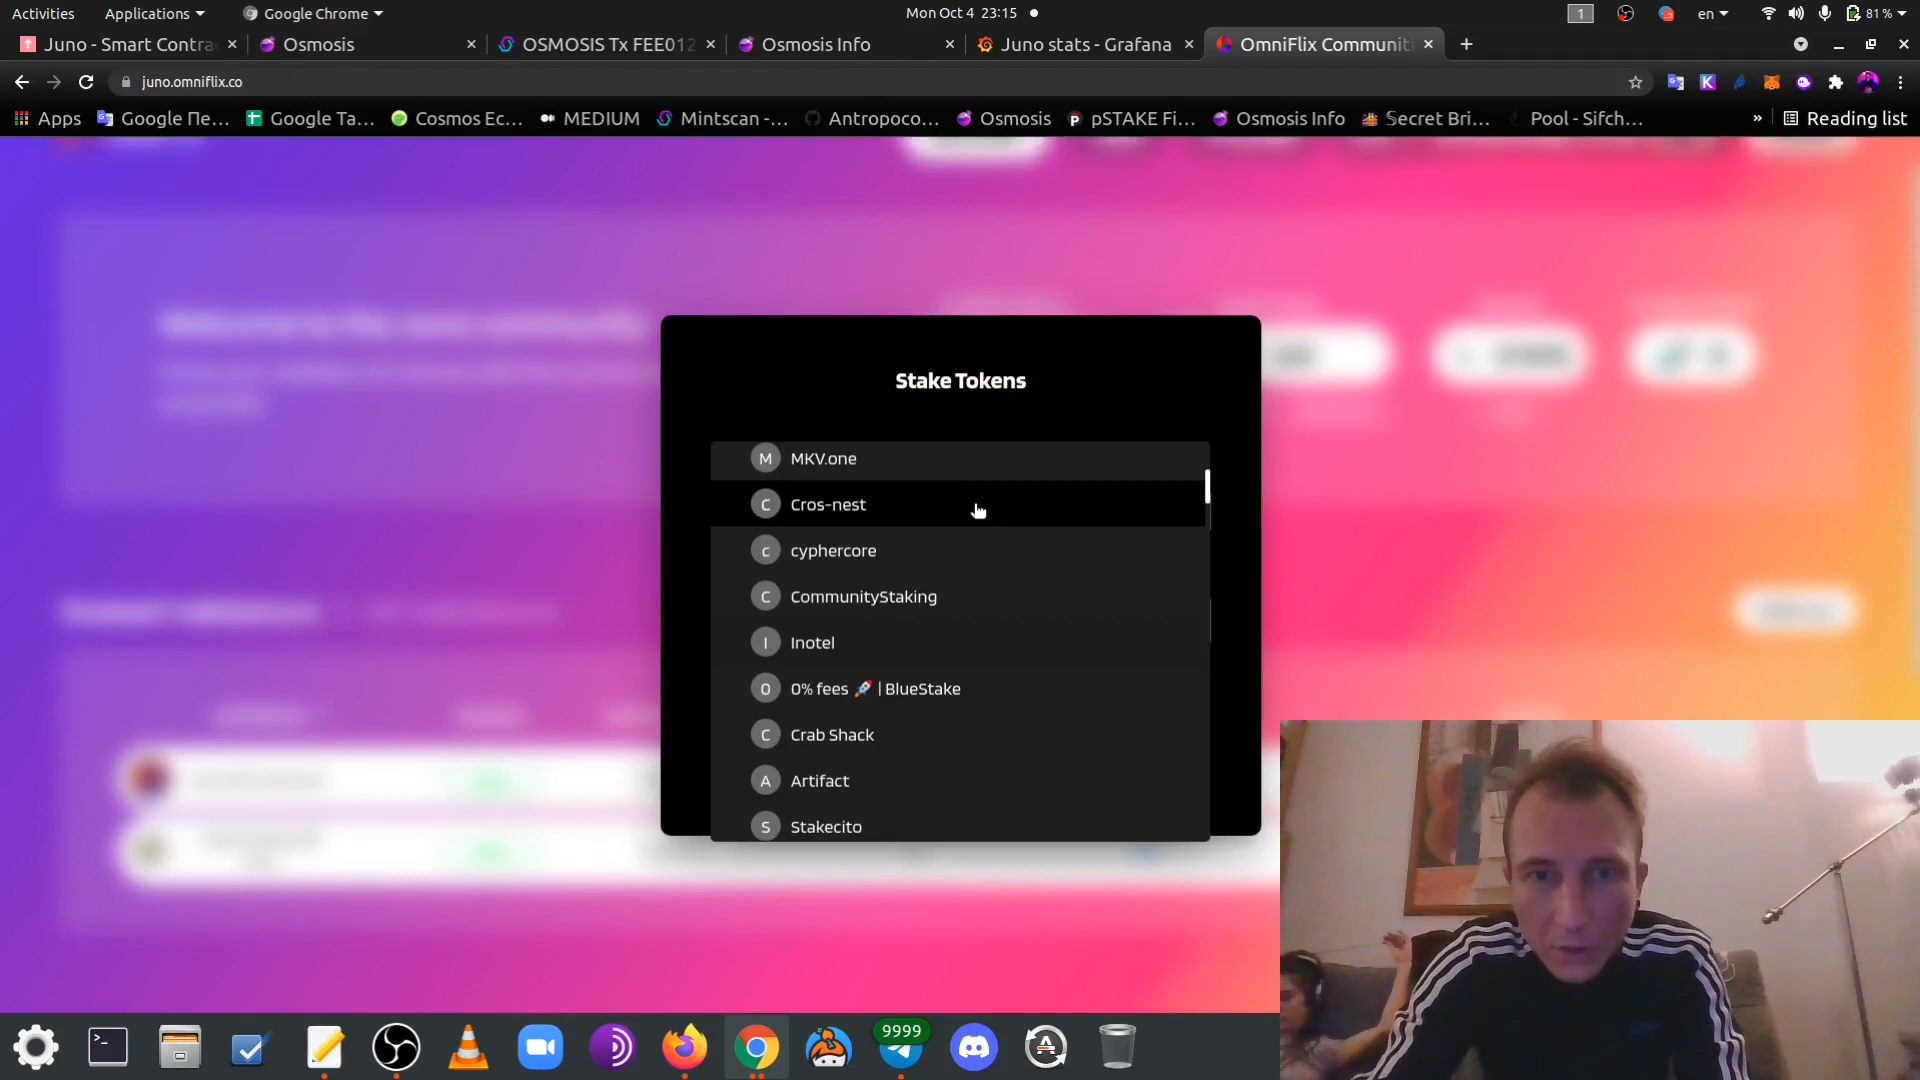 Activities Applications Google Chrome Mon Oct 4 23:15 1 en 81%
Juno - Smart Contra Osmosis OSMOSIS Tx FEE012 Osmosis Info Juno stats - Grafana OmniFlix Communit
juno.omniflix.co
Apps Google Пе... Google Ta... Cosmos Ec... MEDIUM Mintscan -... Antropoco... Osmosis pSTAKE Fi... Osmosis Info Secret Bri... Pool - Sifch... » Reading list
Stake Tokens
M MKV.one
C Cros-nest
c cyphercore
C CommunityStaking
I Inotel
0 0% fees 🚀 | BlueStake
C Crab Shack
A Artifact
S Stakecito
9999